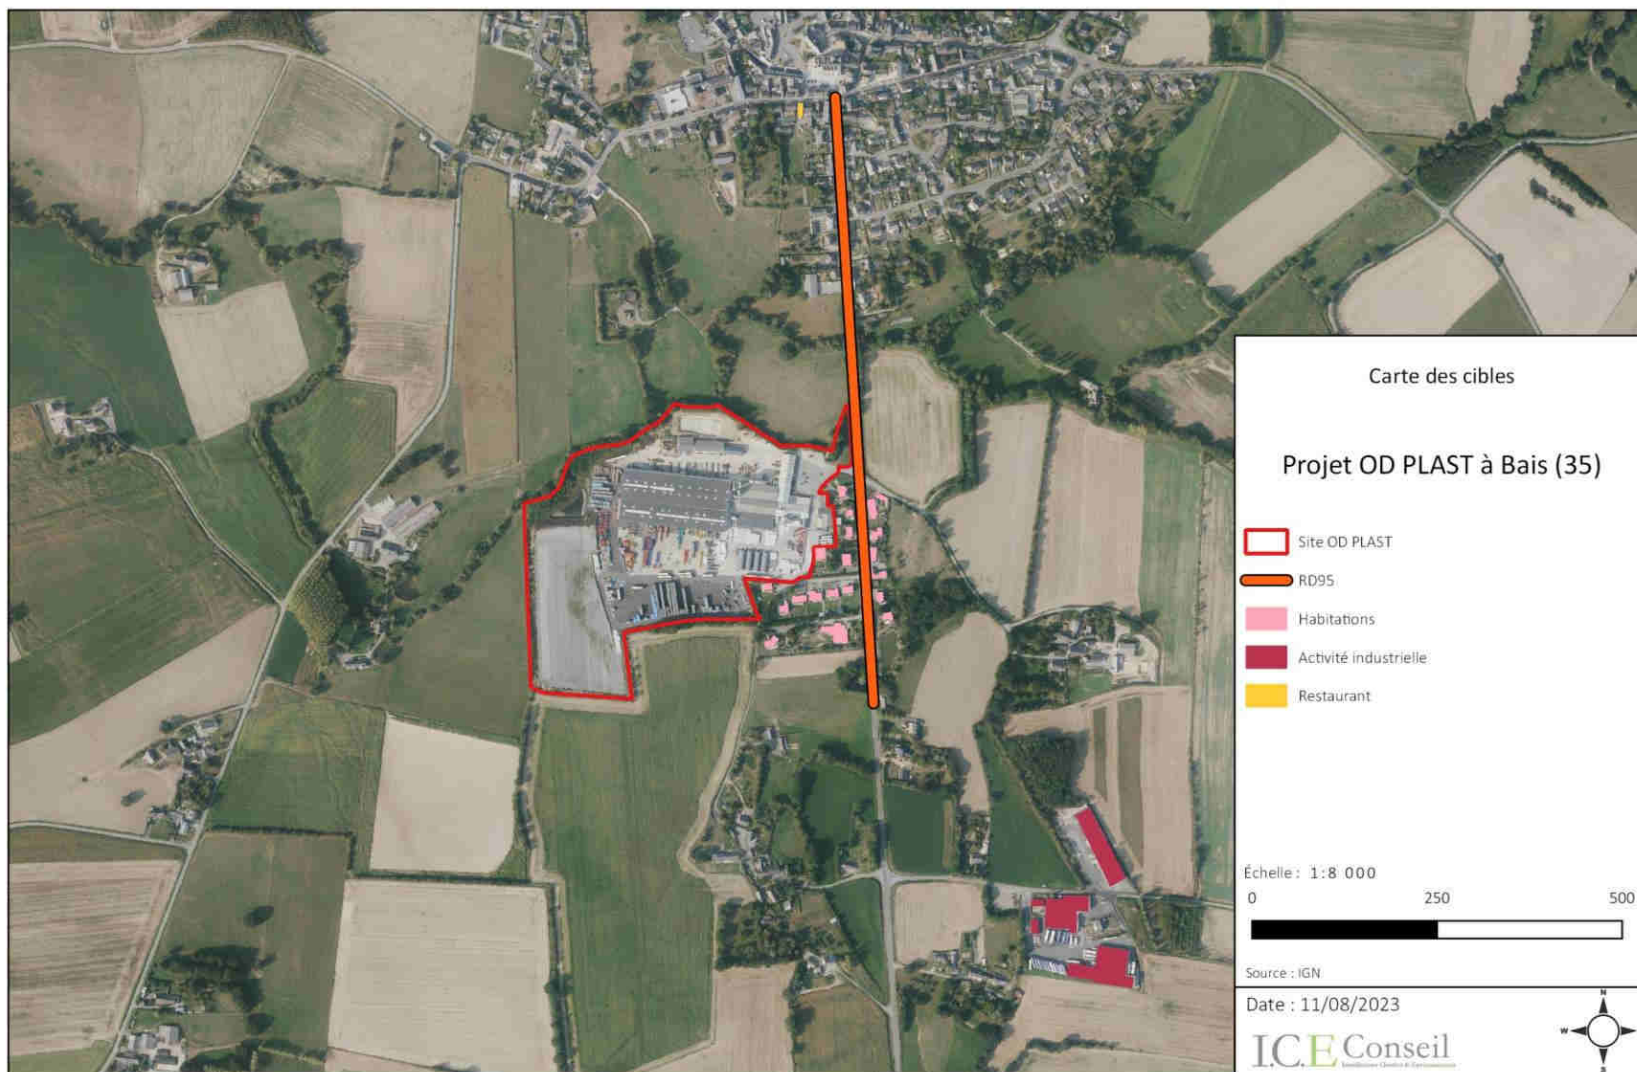 Carte des cibles
Projet OD PLAST à Bais (35)
Site OD PLAST
RD95
Habitations
Activité industrielle
Restaurant
Échelle : 1:8 000
0 250 500
Source : IGN
Date : 11/08/2023
N
W
S
I.C.E Conseil